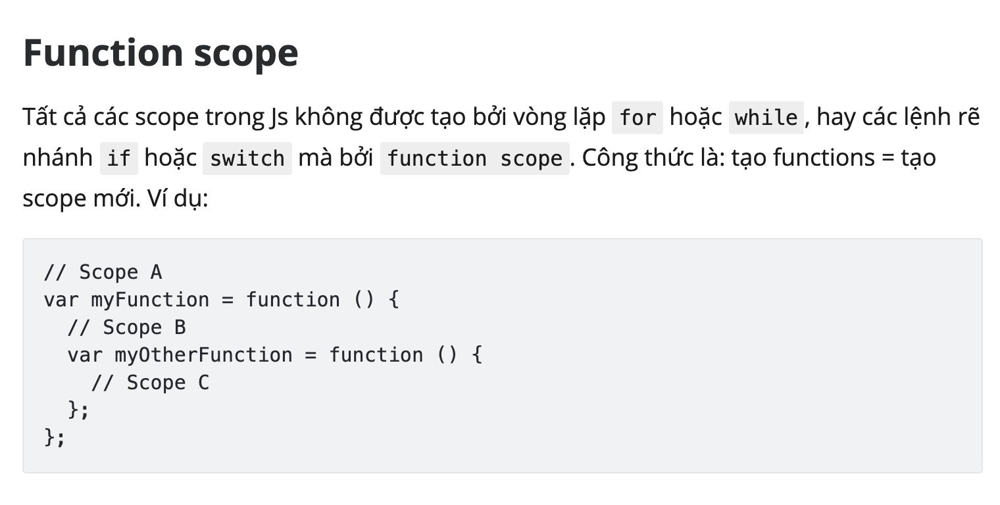 Function scope
Tất cả các scope trong Js không được tạo bởi vòng lặp for hoặc while, hay các lệnh rẽ
nhánh if hoặc switch mà bởi function scope. Công thức là: tạo functions = tạo
scope mới. Ví dụ:
// Scope A
var myFunction = function () {
  // Scope B
  var myOtherFunction = function () {
    // Scope C
  };
};